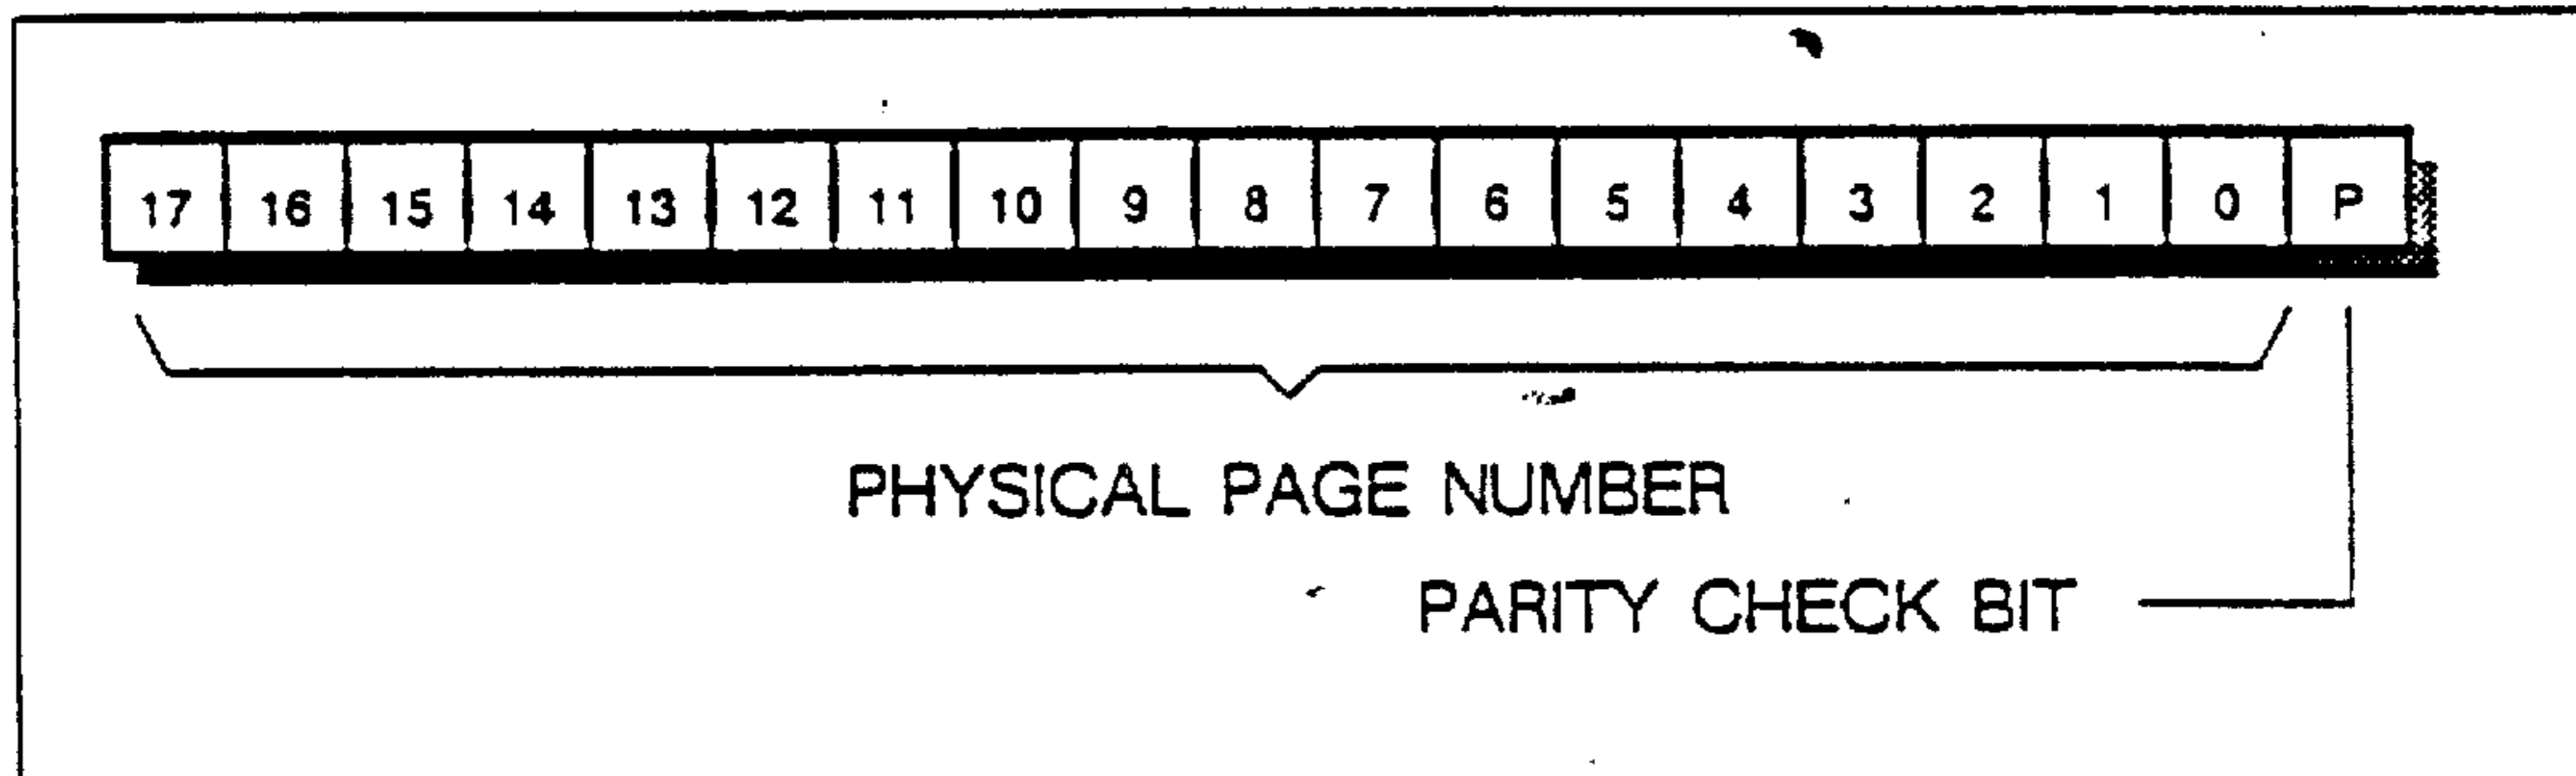 17 16 15 14 13 12 11 10 9 8 7 6 5 4 3 2 1 0 P
PHYSICAL PAGE NUMBER
PARITY CHECK BIT